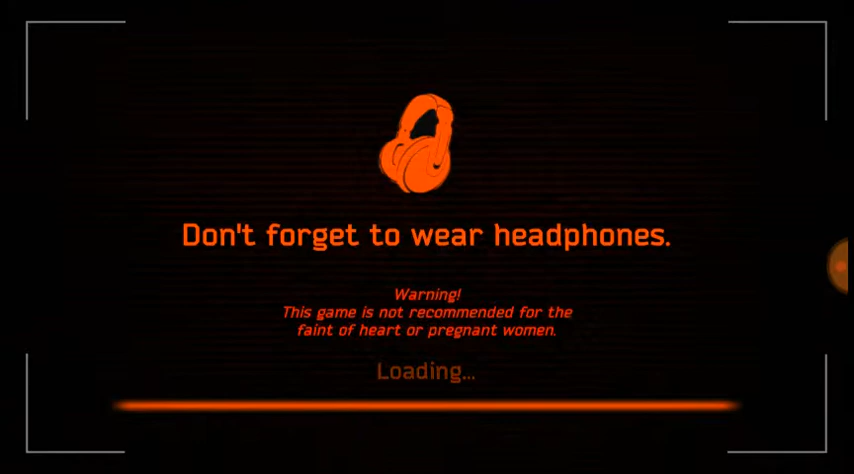 Don't forget to wear headphones.
Warning!
This game is not recommended for the
faint of heart or pregnant women.
Loading...